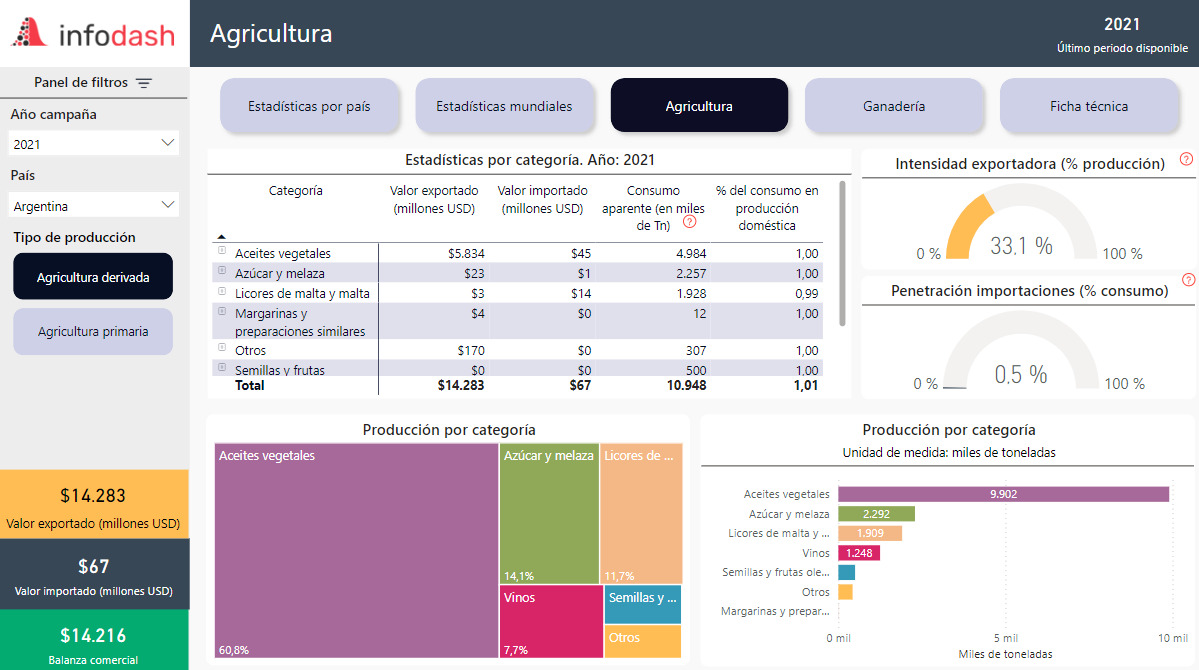 infodash
Agricultura
2021
Último periodo disponible
Panel de filtros
Año campaña
2021
País
Argentina
Tipo de producción
Agricultura derivada
Agricultura primaria
$14.283
Valor exportado (millones USD)
$67
Valor importado (millones USD)
$14.216
Balanza comercial
Estadísticas por país
Estadísticas mundiales
Agricultura
Ganadería
Ficha técnica
Estadísticas por categoría. Año: 2021
Categoría Valor exportado (millones USD) Valor importado (millones USD) Consumo aparente (en miles de Tn) ? % del consumo en producción doméstica
Aceites vegetales $5.834 $45 4.984 1,00
Azúcar y melaza $23 $1 2.257 1,00
Licores de malta y malta $3 $14 1.928 0,99
Margarinas y $4 $0 12 1,00
preparaciones similares
Otros $170 $0 307 1,00
Semillas y frutas $0 $0 500 1,00
Total $14.283 $67 10.948 1,01
Intensidad exportadora (% producción) ?
0 % 33,1 % 100 %
Penetración importaciones (% consumo) ?
0 % 0,5 % 100 %
Producción por categoría
Aceites vegetales
60,8%
Azúcar y melaza
14,1%
Licores de ...
11,7%
Vinos
7,7%
Semillas y ...
Otros
Producción por categoría
Unidad de medida: miles de toneladas
Aceites vegetales 9.902
Azúcar y melaza 2.292
Licores de malta y ... 1.909
Vinos 1.248
Semillas y frutas ole...
Otros
Margarinas y prepar...
0 mil 5 mil 10 mil
Miles de toneladas